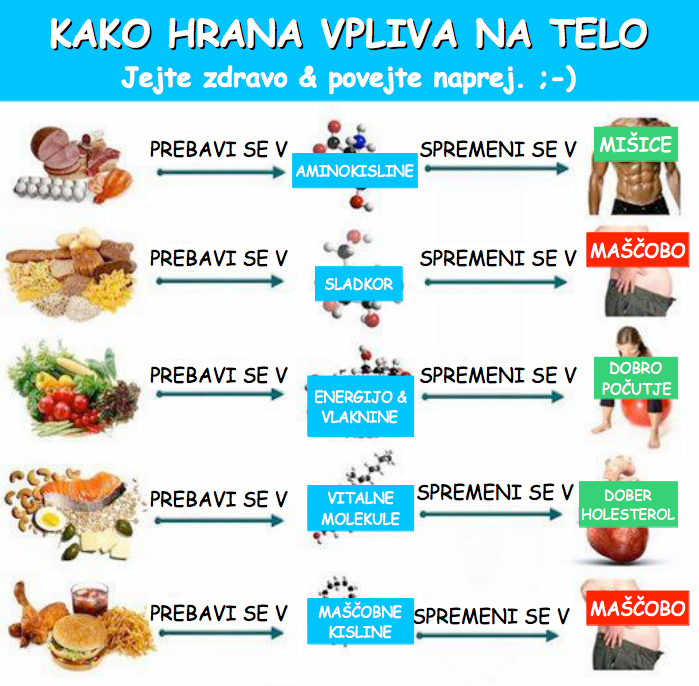 KAKO HRANA VPLIVA NA TELO
Jejte zdravo & povejte naprej. ;-)
PREBAVI SE V
AMINOKISLINE
SPREMENI SE V
MIŠICE
PREBAVI SE V
SLADKOR
SPREMENI SE V
MAŠČOBO
PREBAVI SE V
ENERGIJO &
VLAKNINE
SPREMENI SE V
DOBRO
POČUTJE
PREBAVI SE V
VITALNE
MOLEKULE
SPREMENI SE V
DOBER
HOLESTEROL
PREBAVI SE V
MAŠČOBNE
KISLINE
SPREMENI SE V
MAŠČOBO